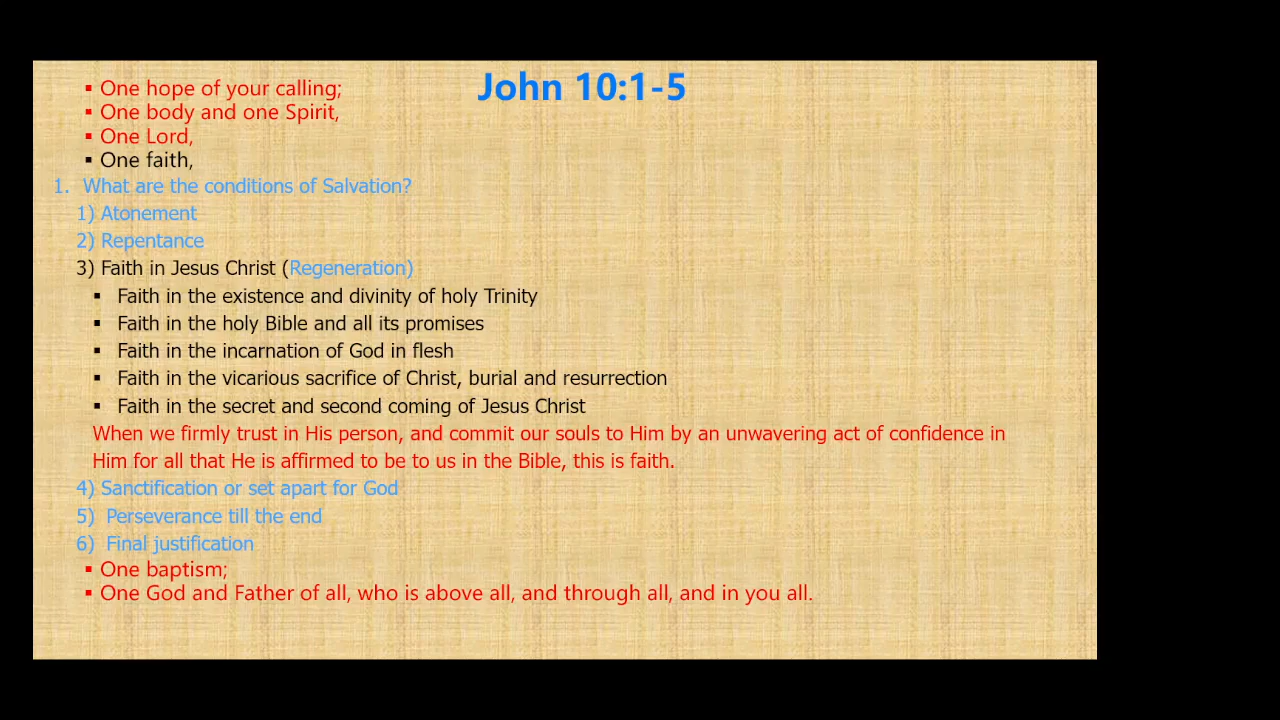 John 10:1-5
▪ One hope of your calling;
▪ One body and one Spirit,
▪ One Lord,
▪ One faith,
1. What are the conditions of Salvation?
1) Atonement
2) Repentance
3) Faith in Jesus Christ (Regeneration)
▪ Faith in the existence and divinity of holy Trinity
▪ Faith in the holy Bible and all its promises
▪ Faith in the incarnation of God in flesh
▪ Faith in the vicarious sacrifice of Christ, burial and resurrection
▪ Faith in the secret and second coming of Jesus Christ
When we firmly trust in His person, and commit our souls to Him by an unwavering act of confidence in
Him for all that He is affirmed to be to us in the Bible, this is faith.
4) Sanctification or set apart for God
5) Perseverance till the end
6) Final justification
▪ One baptism;
▪ One God and Father of all, who is above all, and through all, and in you all.